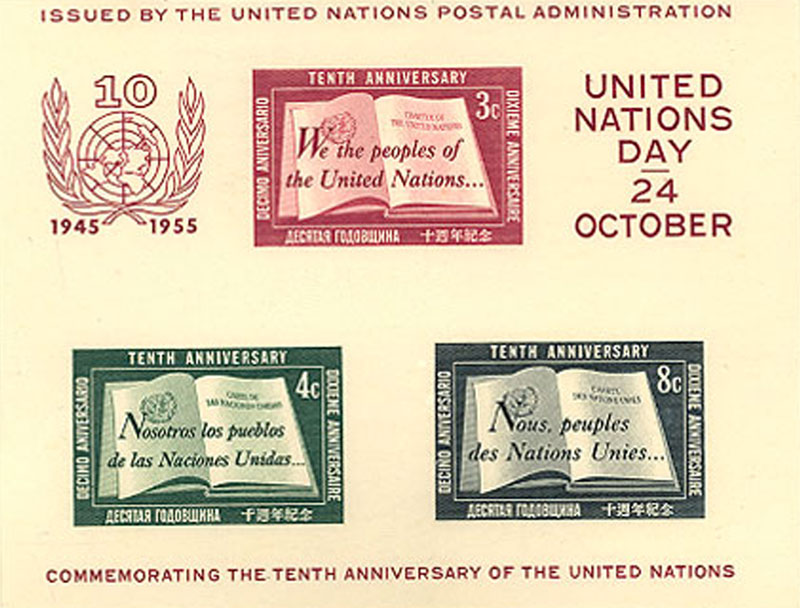 ISSUED BY THE UNITED NATIONS POSTAL ADMINISTRATION
10
1945 1955
TENTH ANNIVERSARY
DECIMO ANIVERSARIO
3c
CHARTER OF
THE UNITED NATIONS
We the peoples of
the United Nations...
DIXIEME ANNIVERSAIRE
ДЕСЯТАЯ ГОДОВЩИНА 十週年紀念
UNITED
NATIONS
DAY
24
OCTOBER
TENTH ANNIVERSARY
DECIMO ANIVERSARIO
4c
CARTA DE
LAS NACIONES UNIDAS
Nosotros los pueblos
de las Naciones Unidas...
DIXIEME ANNIVERSAIRE
ДЕСЯТАЯ ГОДОВЩИНА 十週年紀念
TENTH ANNIVERSARY
DECIMO ANIVERSARIO
8c
CHARTE
DES NATIONS UNIES
Nous, peuples
des Nations Unies...
DIXIEME ANNIVERSAIRE
ДЕСЯТАЯ ГОДОВЩИНА 十週年紀念
COMMEMORATING THE TENTH ANNIVERSARY OF THE UNITED NATIONS